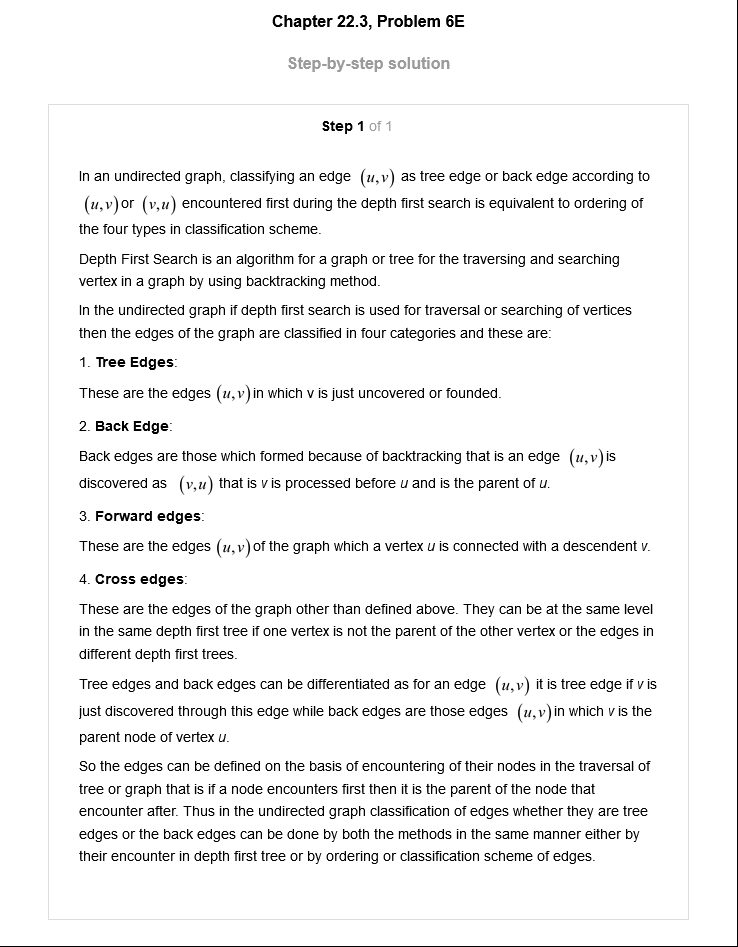 Chapter 22.3, Problem 6E
Step-by-step solution
Step 1 of 1
In an undirected graph, classifying an edge (u,v) as tree edge or back edge according to
(u,v) or (v,u) encountered first during the depth first search is equivalent to ordering of
the four types in classification scheme.
Depth First Search is an algorithm for a graph or tree for the traversing and searching
vertex in a graph by using backtracking method.
In the undirected graph if depth first search is used for traversal or searching of vertices
then the edges of the graph are classified in four categories and these are:
1. Tree Edges:
These are the edges (u,v) in which v is just uncovered or founded.
2. Back Edge:
Back edges are those which formed because of backtracking that is an edge (u,v) is
discovered as (v,u) that is v is processed before u and is the parent of u.
3. Forward edges:
These are the edges (u,v) of the graph which a vertex u is connected with a descendent v.
4. Cross edges:
These are the edges of the graph other than defined above. They can be at the same level
in the same depth first tree if one vertex is not the parent of the other vertex or the edges in
different depth first trees.
Tree edges and back edges can be differentiated as for an edge (u,v) it is tree edge if v is
just discovered through this edge while back edges are those edges (u,v) in which v is the
parent node of vertex u.
So the edges can be defined on the basis of encountering of their nodes in the traversal of
tree or graph that is if a node encounters first then it is the parent of the node that
encounter after. Thus in the undirected graph classification of edges whether they are tree
edges or the back edges can be done by both the methods in the same manner either by
their encounter in depth first tree or by ordering or classification scheme of edges.